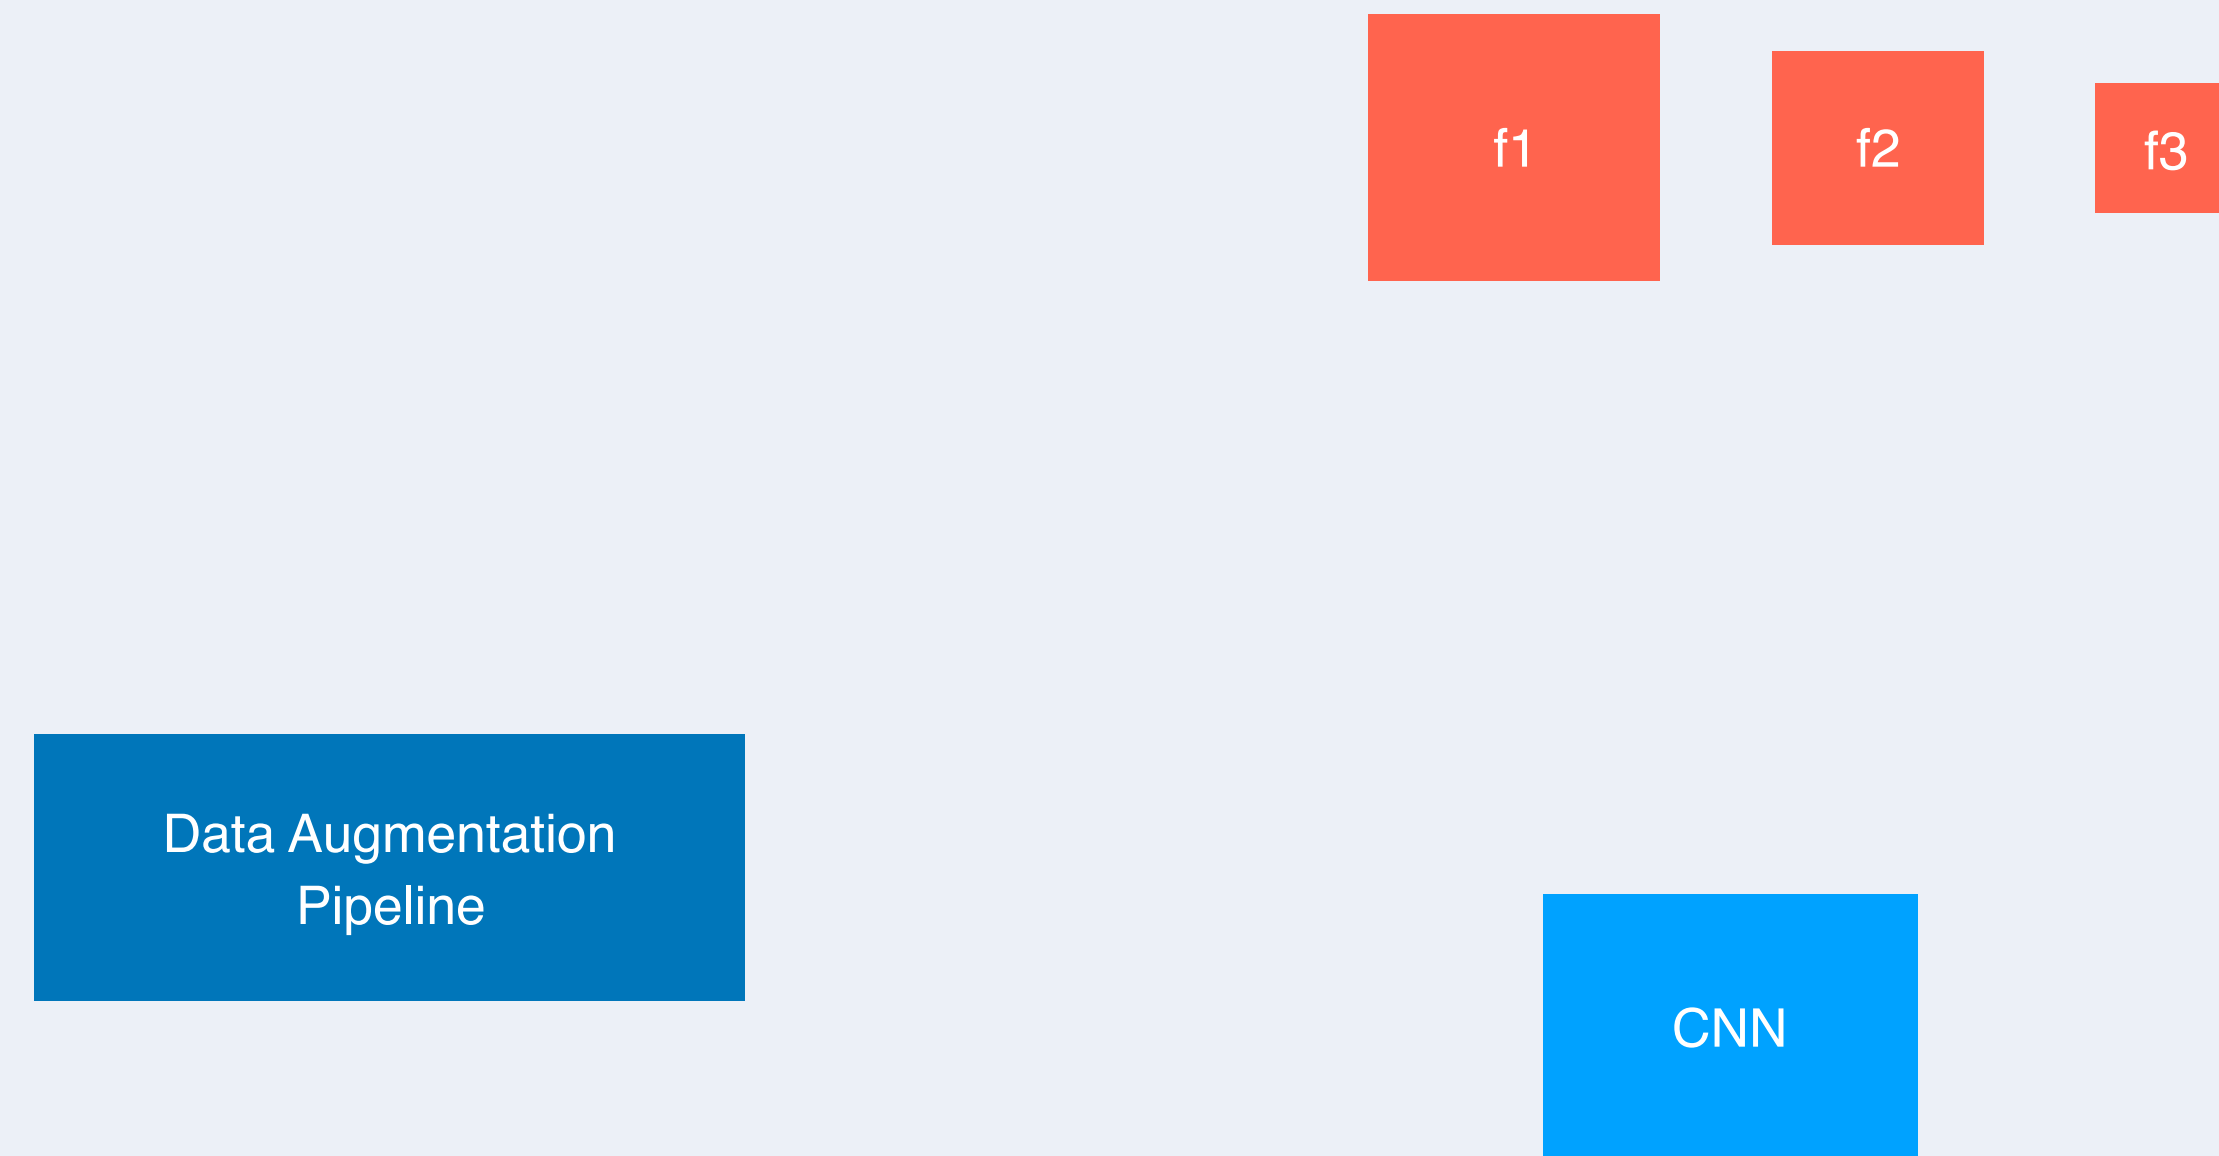 f1
f2
f3
Data Augmentation
Pipeline
CNN